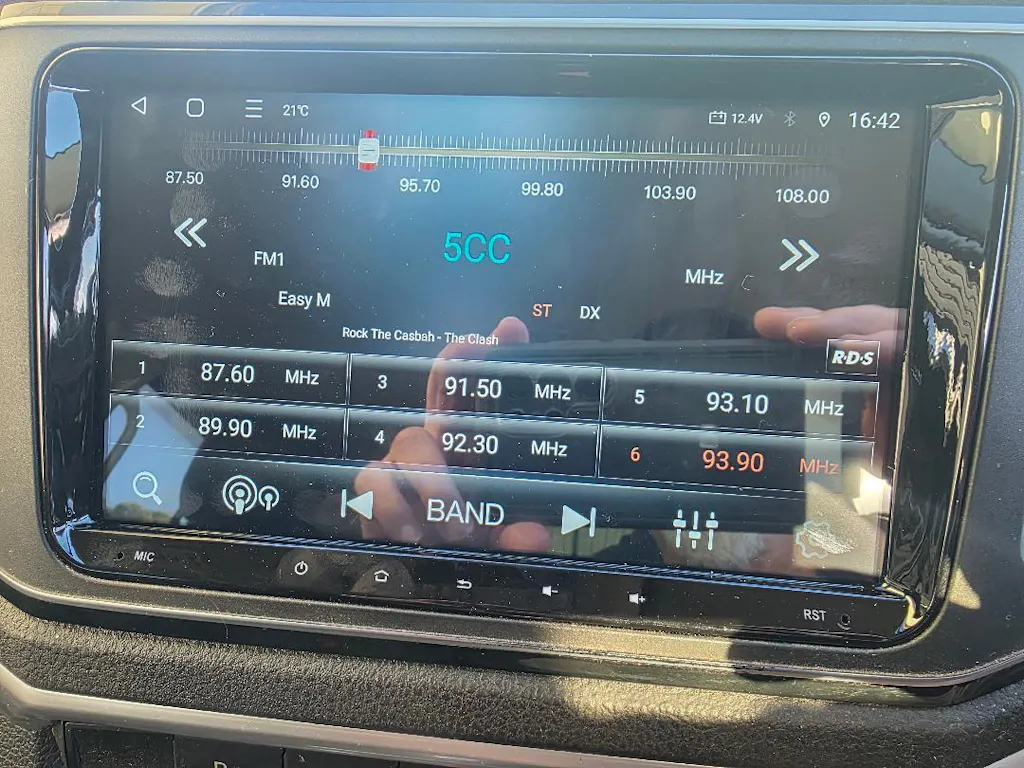 21°C 12.4V 16:42
87.50 91.60 95.70 99.80 103.90 108.00
5CC
FM1 MHz
Easy M ST DX
Rock The Casbah - The Clash
R·D·S
1 87.60 MHz 3 91.50 MHz 5 93.10 MHz
2 89.90 MHz 4 92.30 MHz 6 93.90 MHz
BAND
MIC RST